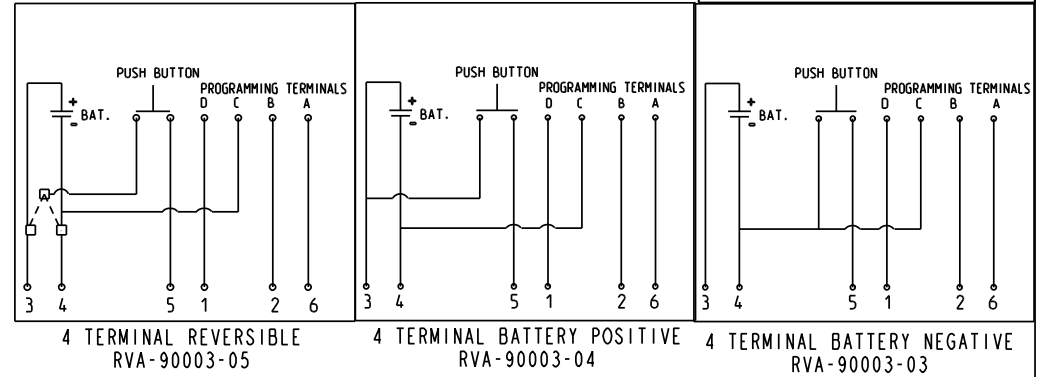 PUSH BUTTON
PROGRAMMING TERMINALS
D C B A
+
BAT.
-
3 4 5 1 2 6
4 TERMINAL REVERSIBLE
RVA-90003-05
PUSH BUTTON
PROGRAMMING TERMINALS
D C B A
+
BAT.
-
3 4 5 1 2 6
4 TERMINAL BATTERY POSITIVE
RVA-90003-04
PUSH BUTTON
PROGRAMMING TERMINALS
D C B A
+
BAT.
-
3 4 5 1 2 6
4 TERMINAL BATTERY NEGATIVE
RVA-90003-03